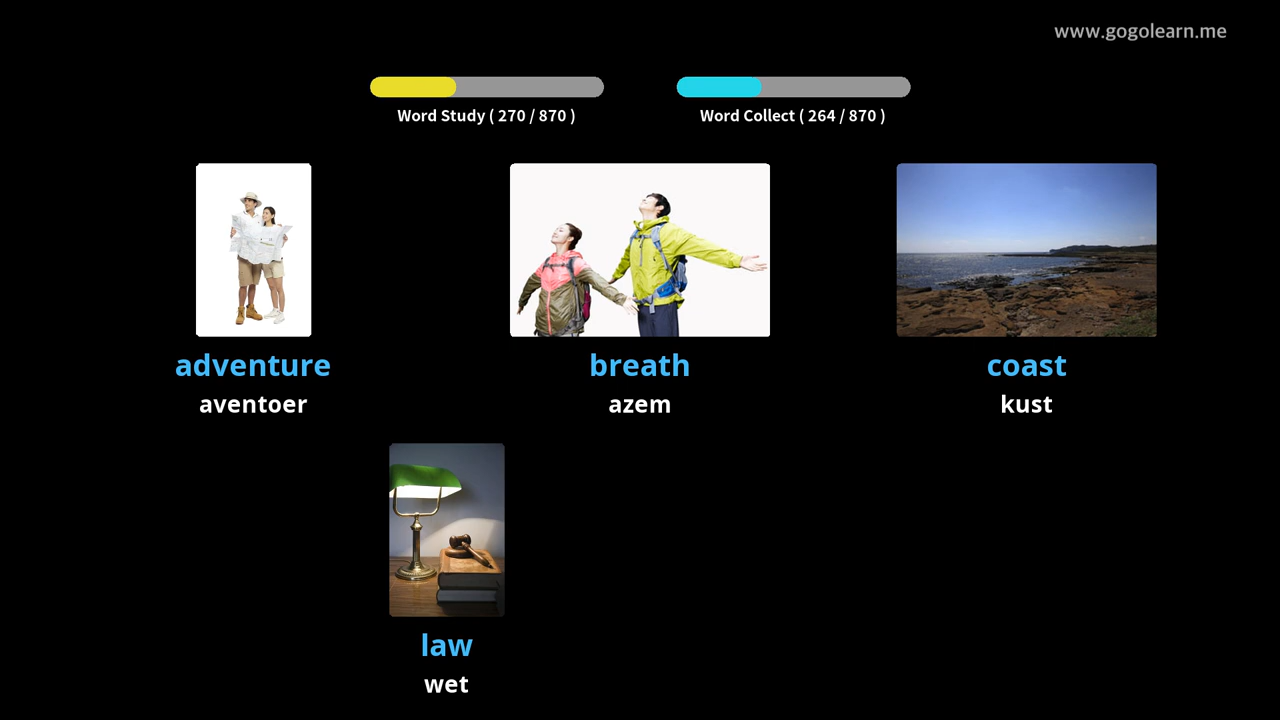 www.gogolearn.me
Word Study ( 270 / 870 )
Word Collect ( 264 / 870 )
adventure
aventoer
breath
azem
coast
kust
law
wet